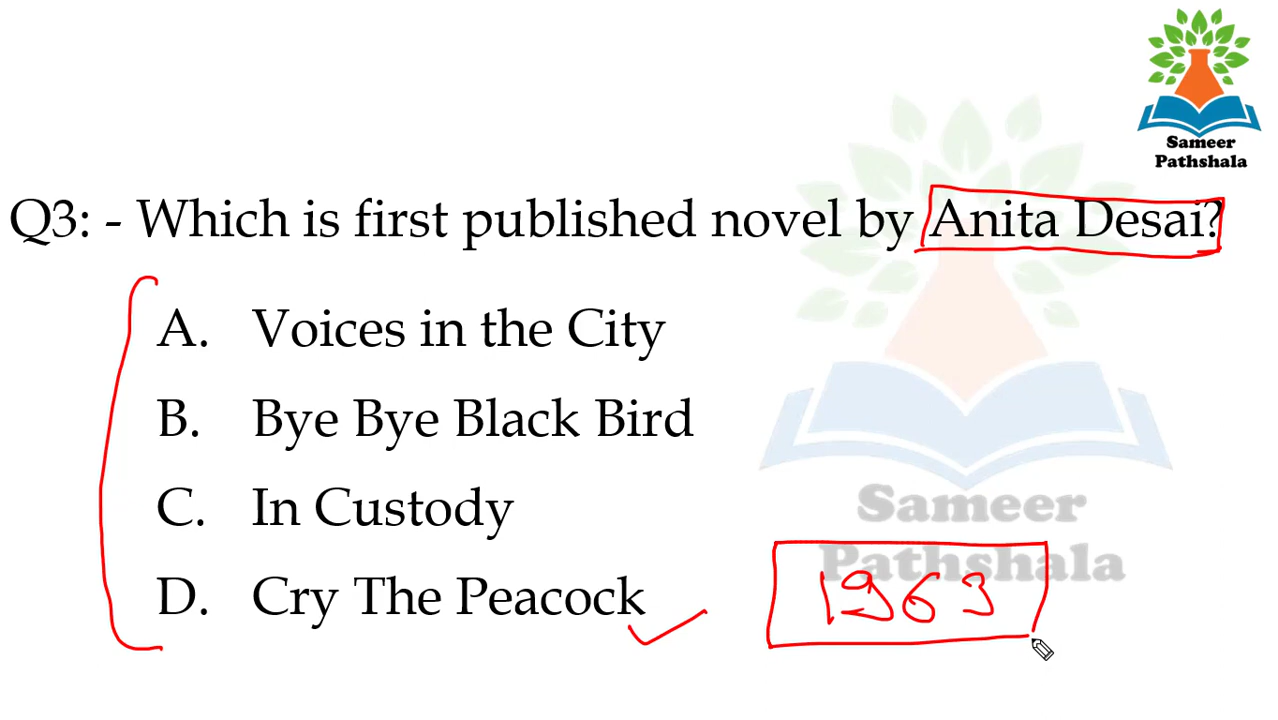 Sameer
Pathshala
Q3: - Which is first published novel by Anita Desai?
A. Voices in the City
B. Bye Bye Black Bird
C. In Custody
D. Cry The Peacock
1963
Sameer
Pathshala